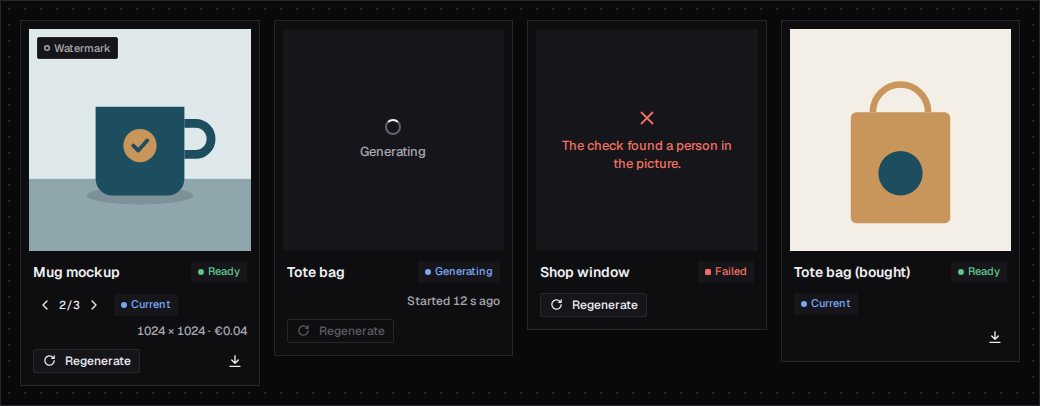 Watermark
Mug mockup
Ready
2/3
Current
1024 × 1024 · €0.04
Regenerate
Generating
Tote bag
Generating
Started 12 s ago
Regenerate
The check found a person in
the picture.
Shop window
Failed
Regenerate
Tote bag (bought)
Ready
Current